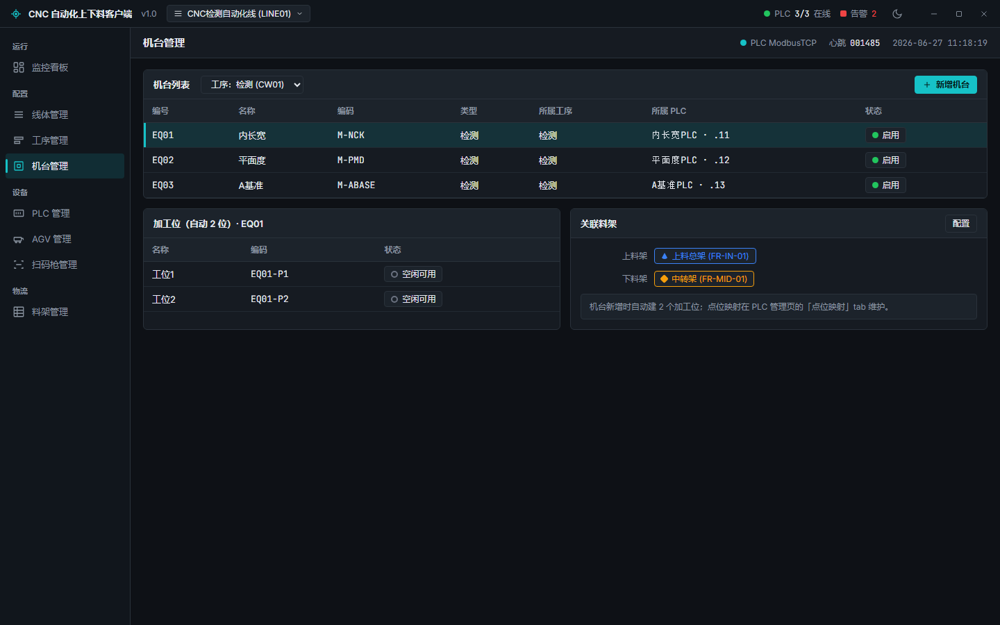 CNC 自动化上下料客户端 v1.0 CNC检测自动化线 (LINE01) PLC 3/3 在线 告警 2
运行
监控看板
配置
线体管理
工序管理
机台管理
设备
PLC 管理
AGV 管理
扫码枪管理
物流
料架管理
机台管理 PLC ModbusTCP 心跳 001485 2026-06-27 11:18:19
机台列表 工序：检测 (CW01) 新增机台
编号 名称 编码 类型 所属工序 所属 PLC 状态
EQ01 内长宽 M-NCK 检测 检测 内长宽PLC · .11 启用
EQ02 平面度 M-PMD 检测 检测 平面度PLC · .12 启用
EQ03 A基准 M-ABASE 检测 检测 A基准PLC · .13 启用
加工位（自动 2 位）· EQ01
名称 编码 状态
工位1 EQ01-P1 空闲可用
工位2 EQ01-P2 空闲可用
关联料架 配置
上料架 上料总架 (FR-IN-01)
下料架 中转架 (FR-MID-01)
机台新增时自动建 2 个加工位；点位映射在 PLC 管理页的「点位映射」tab 维护。